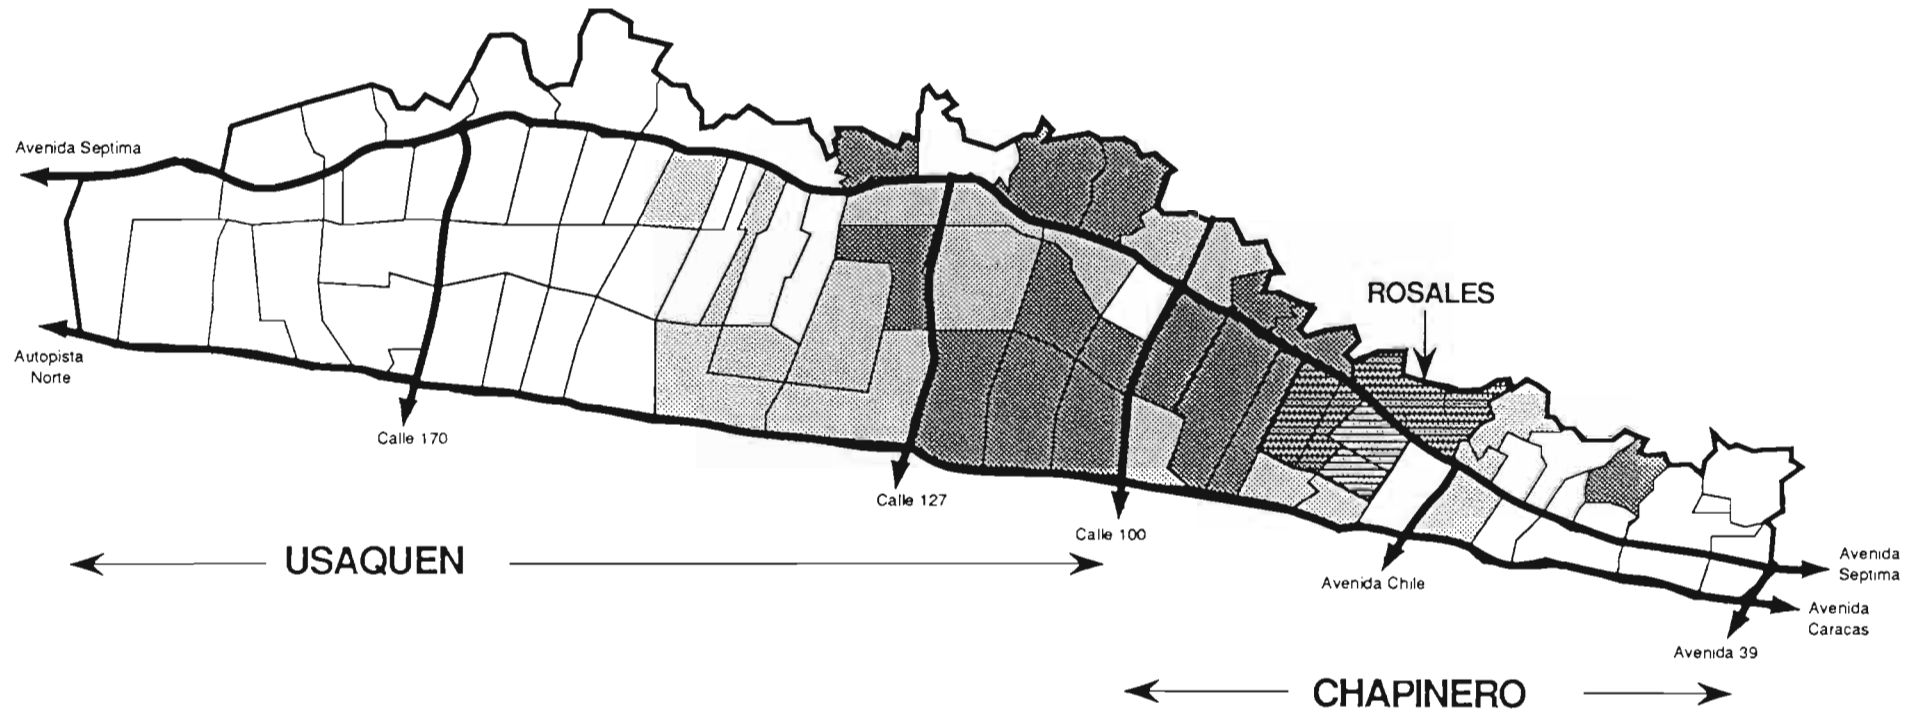 Avenida Septima
ROSALES
Autopista
Norte
Calle 170
Calle 127
Calle 100
USAQUEN
Avenida Chile
Avenida
Septima
Avenida
Caracas
Avenida 39
CHAPINERO